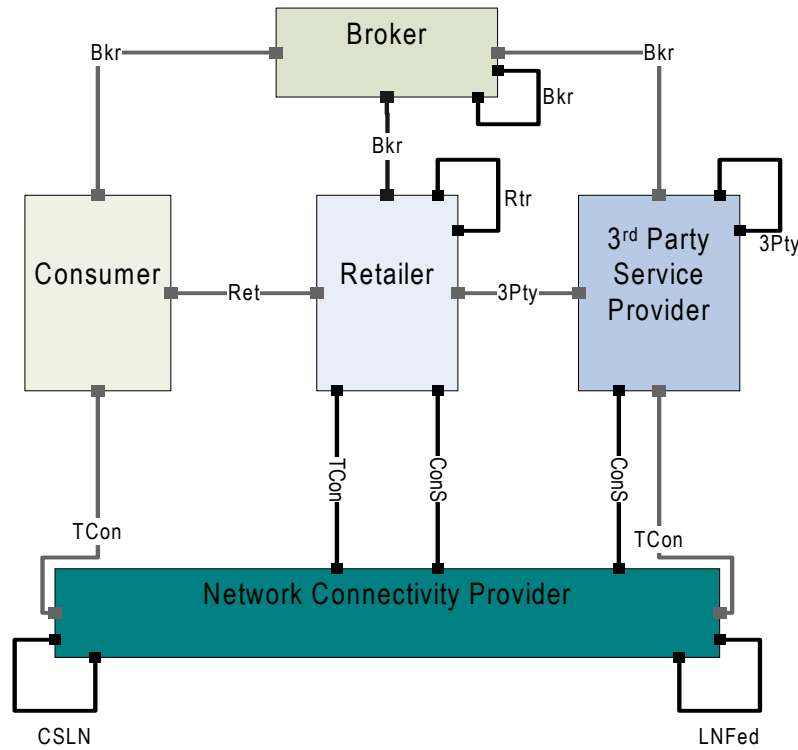 Broker
Bkr
Bkr
Bkr
Bkr
Rtr
3rd Party
Service
Provider
3Pty
Consumer
Retailer
Ret
3Pty
TCon
ConS
ConS
TCon
TCon
Network Connectivity Provider
CSLN
LNFed